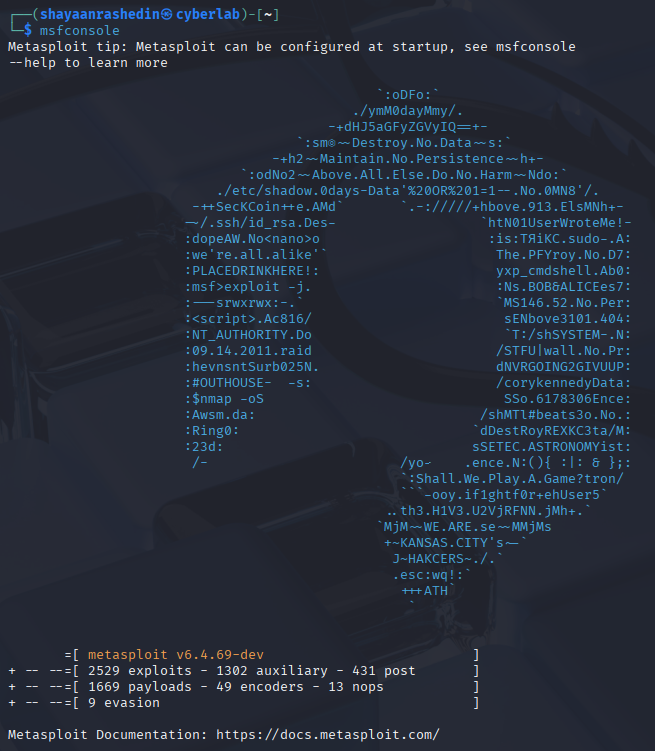 ┌──(shayaanrashedin㉿cyberlab)-[~]
└─$ msfconsole
Metasploit tip: Metasploit can be configured at startup, see msfconsole
--help to learn more
`:oDFo:`
./ymM0dayMmy/.
-+dHJ5aGFyZGVyIQ==+-
`:sm⏣~~Destroy.No.Data~~s:`
-+h2~~Maintain.No.Persistence~~h+-
`:odNo2~~Above.All.Else.Do.No.Harm~~Ndo:`
./etc/shadow.0days-Data'%20OR%201=1--.No.0MN8'/.
-++SecKCoin++e.AMd` `.-://///+hbove.913.ElsMNh+-
-~/.ssh/id_rsa.Des- `htN01UserWroteMe!-
:dopeAW.No<nano>o :is:TЯiKC.sudo-.A:
:we're.all.alike'` The.PFYroy.No.D7:
:PLACEDRINKHERE!: yxp_cmdshell.Ab0:
:msf>exploit -j. :Ns.BOB&ALICEes7:
:---srwxrwx:-.` `MS146.52.No.Per:
:<script>.Ac816/ sENbove3101.404:
:NT_AUTHORITY.Do `T:/shSYSTEM-.N:
:09.14.2011.raid /STFU|wall.No.Pr:
:hevnsntSurb025N. dNVRGOING2GIVUUP:
:#OUTHOUSE- -s: /corykennedyData:
:$nmap -oS SSo.6178306Ence:
:Awsm.da: /shMTl#beats3o.No.:
:Ring0: `dDestRoyREXKC3ta/M:
:23d: sSETEC.ASTRONOMYist:
/- /yo- .ence.N:(){ :|: & };:
`:Shall.We.Play.A.Game?tron/
```-ooy.if1ghtf0r+ehUser5`
..th3.H1V3.U2VjRFNN.jMh+.`
`MjM~~WE.ARE.se~~MMjMs
+~KANSAS.CITY's~-`
J~HAKCERS~./.`
.esc:wq!:`
+++ATH`
`
=[ metasploit v6.4.69-dev ]
+ -- --=[ 2529 exploits - 1302 auxiliary - 431 post ]
+ -- --=[ 1669 payloads - 49 encoders - 13 nops ]
+ -- --=[ 9 evasion ]
Metasploit Documentation: https://docs.metasploit.com/